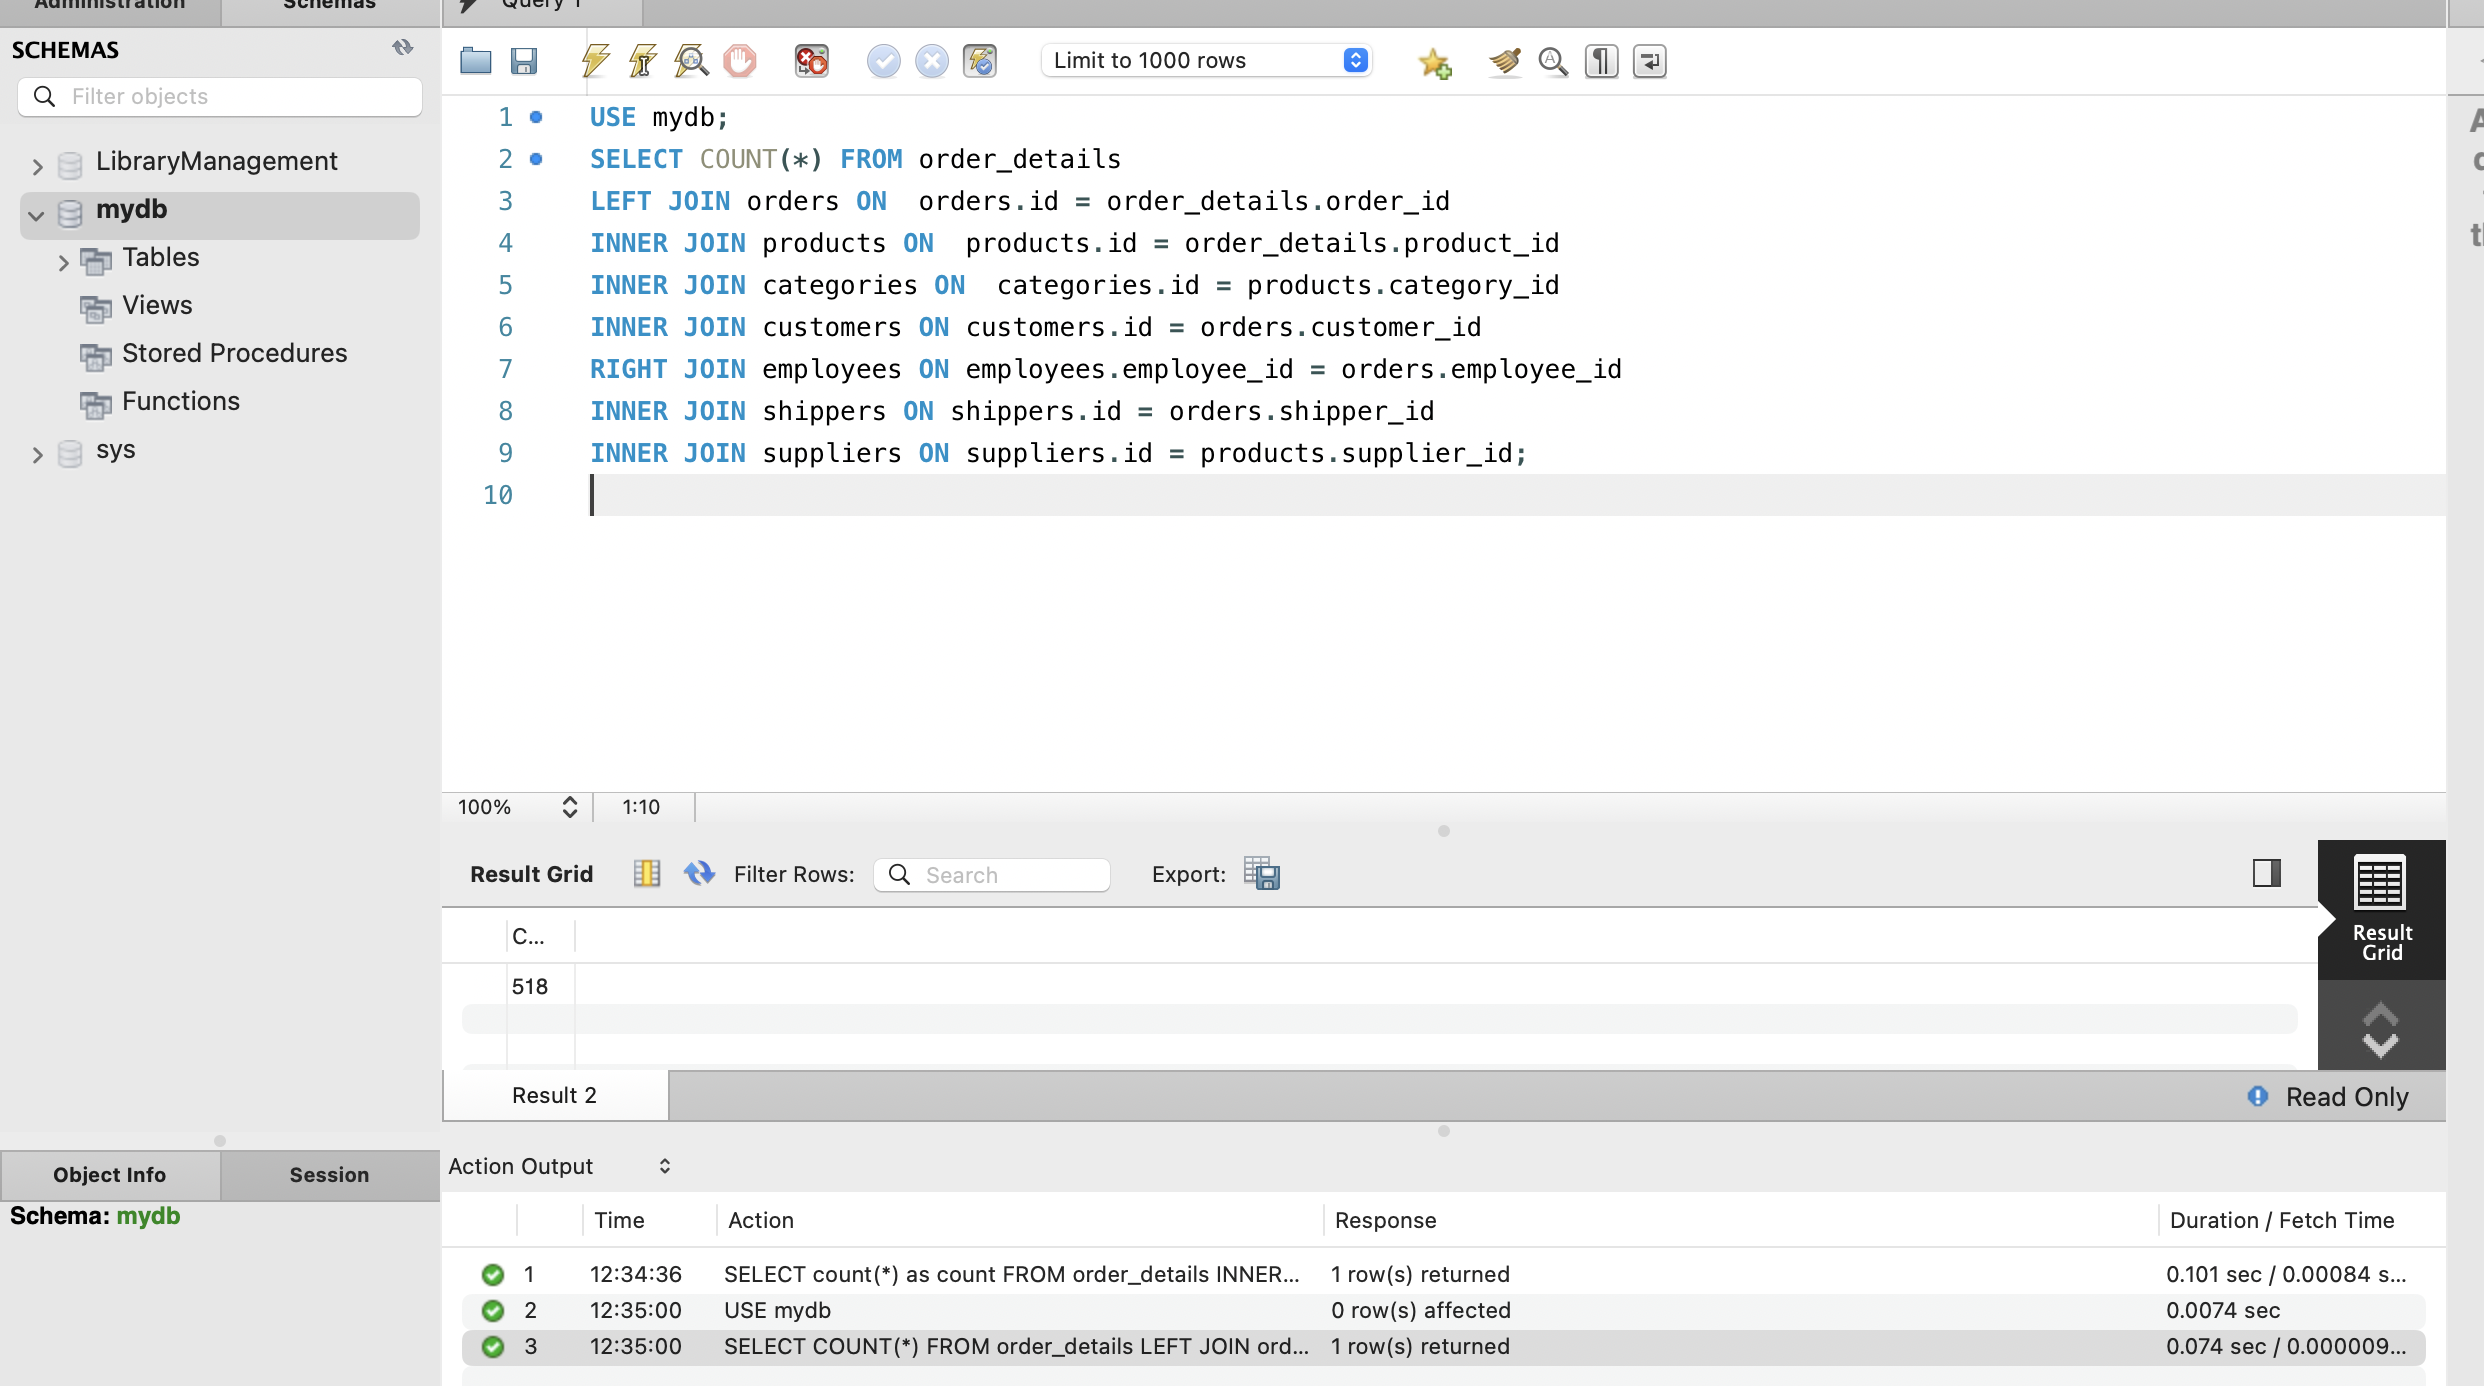 Administration
Schemas
Query 1
SCHEMAS
Filter objects
LibraryManagement
mydb
Tables
Views
Stored Procedures
Functions
sys
Limit to 1000 rows
1 USE mydb;
2 SELECT COUNT(*) FROM order_details
3 LEFT JOIN orders ON  orders.id = order_details.order_id
4 INNER JOIN products ON  products.id = order_details.product_id
5 INNER JOIN categories ON  categories.id = products.category_id
6 INNER JOIN customers ON customers.id = orders.customer_id
7 RIGHT JOIN employees ON employees.employee_id = orders.employee_id
8 INNER JOIN shippers ON shippers.id = orders.shipper_id
9 INNER JOIN suppliers ON suppliers.id = products.supplier_id;
10
100% 1:10
Result Grid Filter Rows: Search Export:
C...
518
Result
Grid
Result 2
Read Only
Object Info Session
Schema: mydb
Action Output
Time Action Response Duration / Fetch Time
1 12:34:36 SELECT count(*) as count FROM order_details INNER... 1 row(s) returned 0.101 sec / 0.00084 s...
2 12:35:00 USE mydb 0 row(s) affected 0.0074 sec
3 12:35:00 SELECT COUNT(*) FROM order_details LEFT JOIN ord... 1 row(s) returned 0.074 sec / 0.000009...